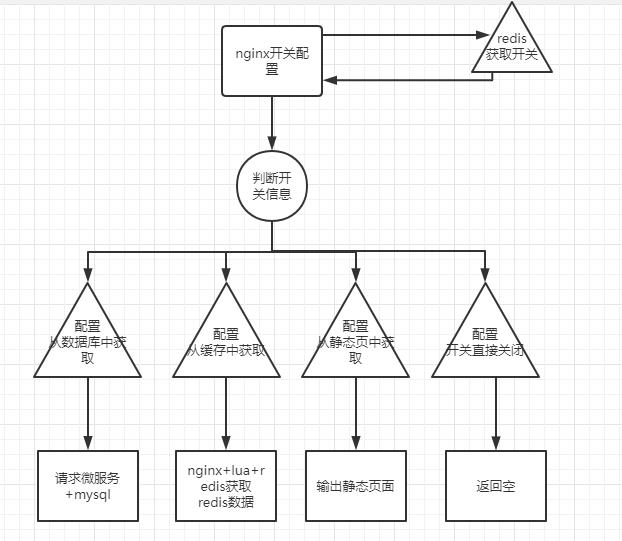 nginx开关配
置
redis
获取开关
判断开
关信息
配置
从数据库中获
取
配置
从缓存中获取
配置
从静态页中获
取
配置
开关直接关闭
请求微服务
+mysql
nginx+lua+r
edis获取
redis数据
输出静态页面
返回空